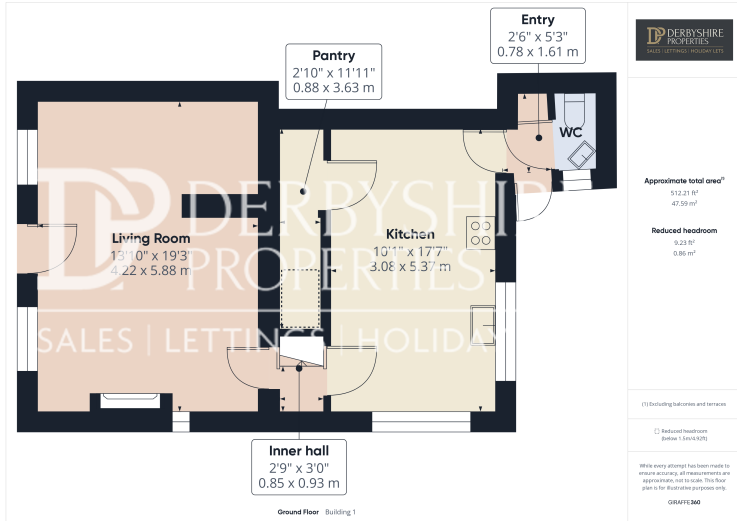 Entry
2'6" x 5'3"
0.78 x 1.61 m
Pantry
2'10" x 11'11"
0.88 x 3.63 m
WC
Living Room
13'10" x 19'3"
4.22 x 5.88 m
Kitchen
10'1" x 17'7"
3.08 x 5.37 m
Inner hall
2'9" x 3'0"
0.85 x 0.93 m
DERBYSHIRE
PROPERTIES
SALES | LETTINGS | HOLIDAY
Ground Floor Building 1
DERBYSHIRE
PROPERTIES
SALES | LETTINGS | HOLIDAY LETS
Approximate total area⁽¹⁾
512.21 ft²
47.59 m²
Reduced headroom
9.23 ft²
0.86 m²
(1) Excluding balconies and terraces
Reduced headroom
(below 1.5m/4.92ft)
While every attempt has been made to
ensure accuracy, all measurements are
approximate, not to scale. This floor
plan is for illustrative purposes only.
GIRAFFE360